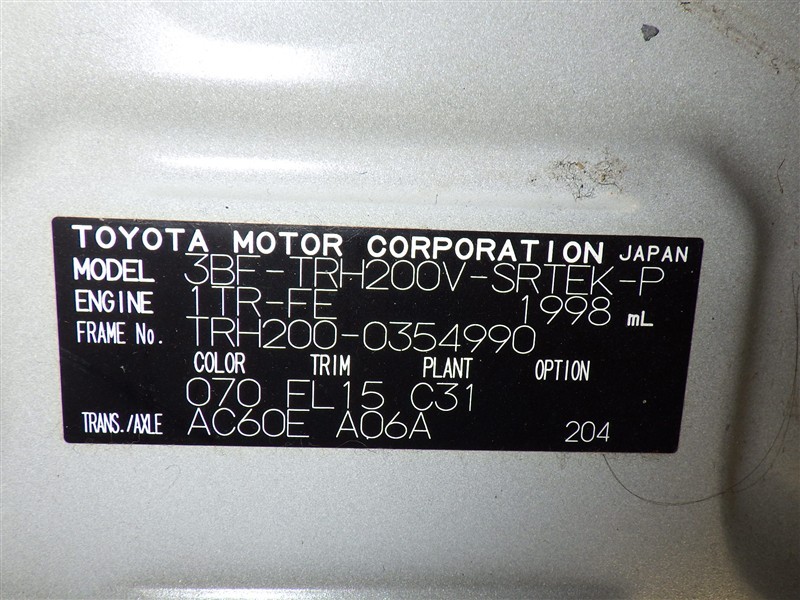 TOYOTA MOTOR CORPORATION JAPAN
MODEL 3BF-TRH200V-SRTEK-P
ENGINE 1TR-FE 1998 mL
FRAME No. TRH200-0354990
COLOR TRIM PLANT OPTION
070 FL15 C31
TRANS./AXLE AC60E A06A 204